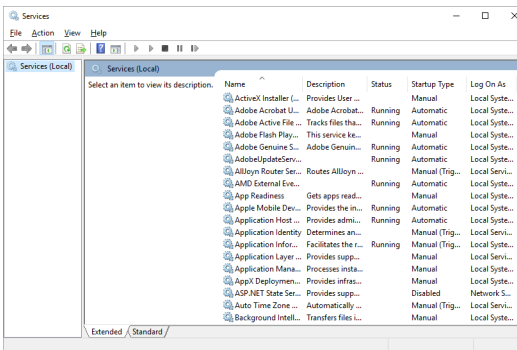 Services
File Action View Help
Services (Local)
Services (Local)
Select an item to view its description.
Name Description Status Startup Type Log On As
ActiveX Installer (... Provides User ... Manual Local Syste...
Adobe Acrobat U... Adobe Acrobat... Running Automatic Local Syste...
Adobe Active File ... Tracks files tha... Running Automatic Local Syste...
Adobe Flash Play... This service ke... Manual Local Syste...
Adobe Genuine S... Adobe Genuin... Running Automatic Local Syste...
AdobeUpdateServ... Running Automatic Local Syste...
AllJoyn Router Ser... Routes AllJoyn ... Manual (Trig... Local Servi...
AMD External Eve... Running Automatic Local Syste...
App Readiness Gets apps read... Manual Local Syste...
Apple Mobile Dev... Provides the in... Running Automatic Local Syste...
Application Host ... Provides admi... Running Automatic Local Syste...
Application Identity Determines an... Manual (Trig... Local Servi...
Application Infor... Facilitates the r... Running Manual (Trig... Local Syste...
Application Layer ... Provides supp... Manual Local Servi...
Application Mana... Processes insta... Manual Local Syste...
AppX Deploymen... Provides infras... Manual Local Syste...
ASP.NET State Ser... Provides supp... Disabled Network S...
Auto Time Zone ... Automatically ... Manual (Trig... Local Servi...
Background Intell... Transfers files i... Manual Local Syste...
Extended Standard